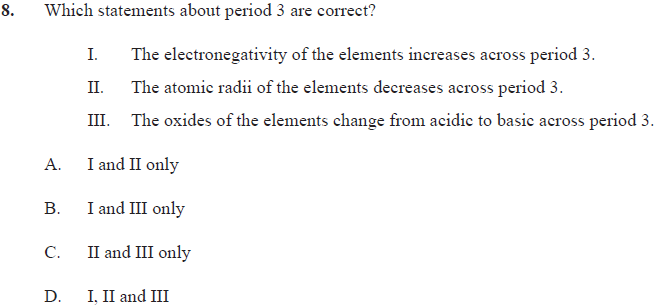 8. Which statements about period 3 are correct?
I. The electronegativity of the elements increases across period 3.
II. The atomic radii of the elements decreases across period 3.
III. The oxides of the elements change from acidic to basic across period 3.
A. I and II only
B. I and III only
C. II and III only
D. I, II and III